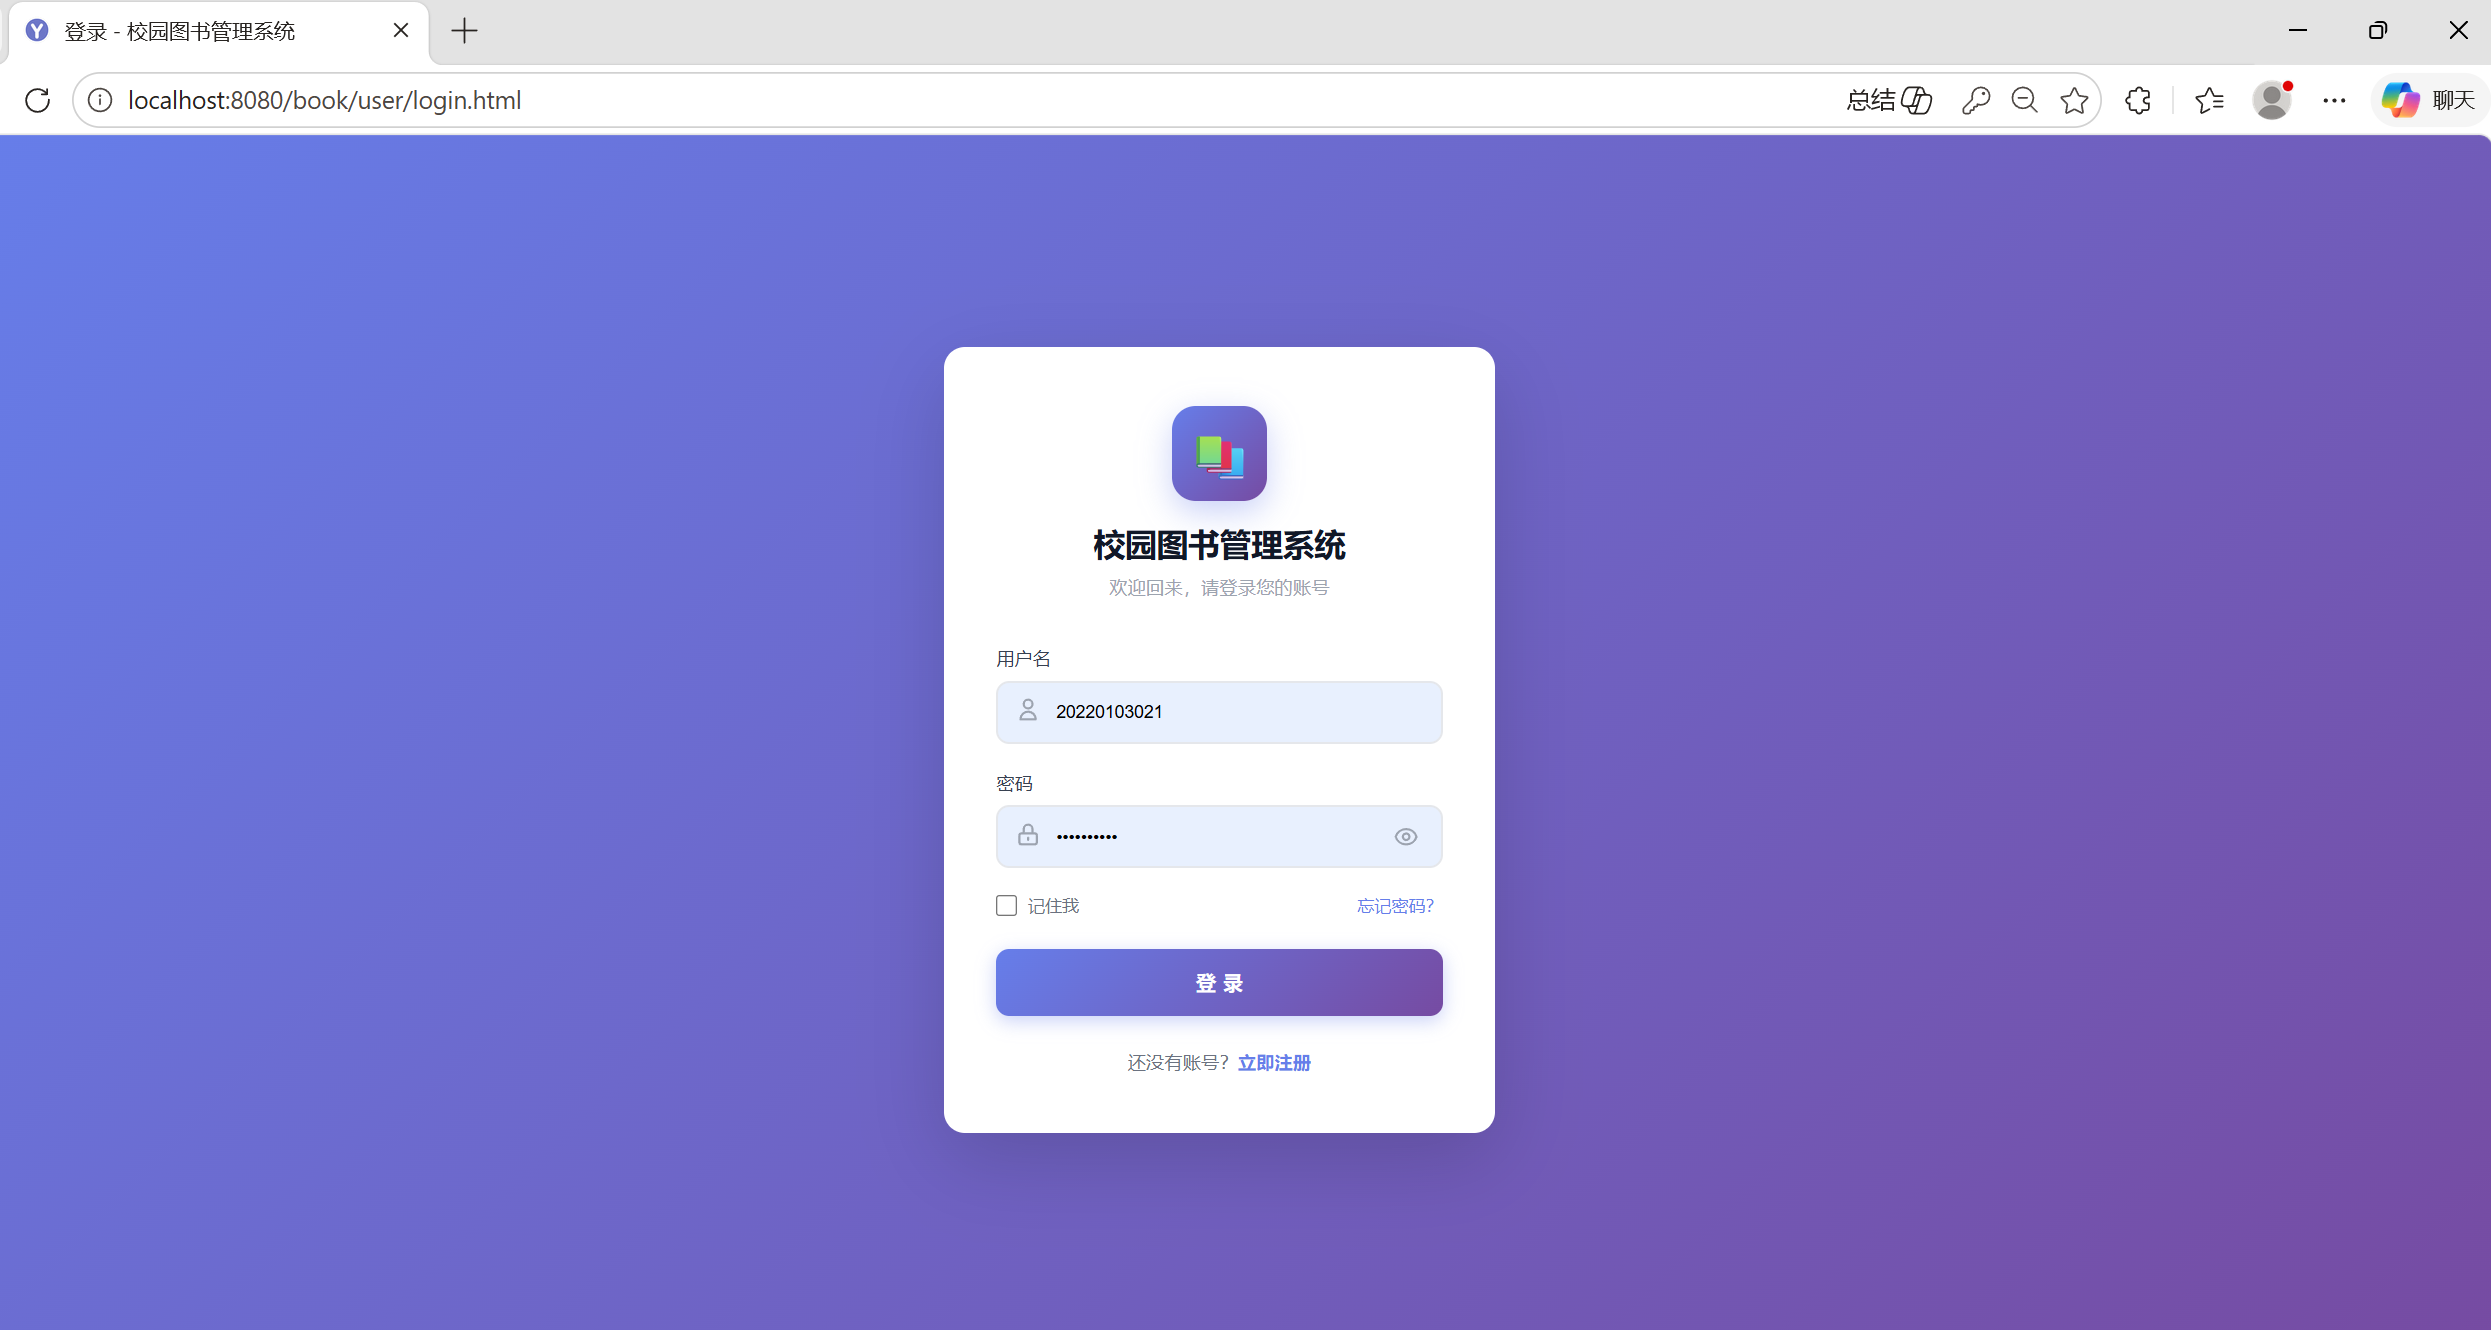 登录 - 校园图书管理系统
localhost:8080/book/user/login.html
总结
聊天
校园图书管理系统
欢迎回来，请登录您的账号
用户名
20220103021
密码
••••••••••
记住我
忘记密码？
登 录
还没有账号？立即注册